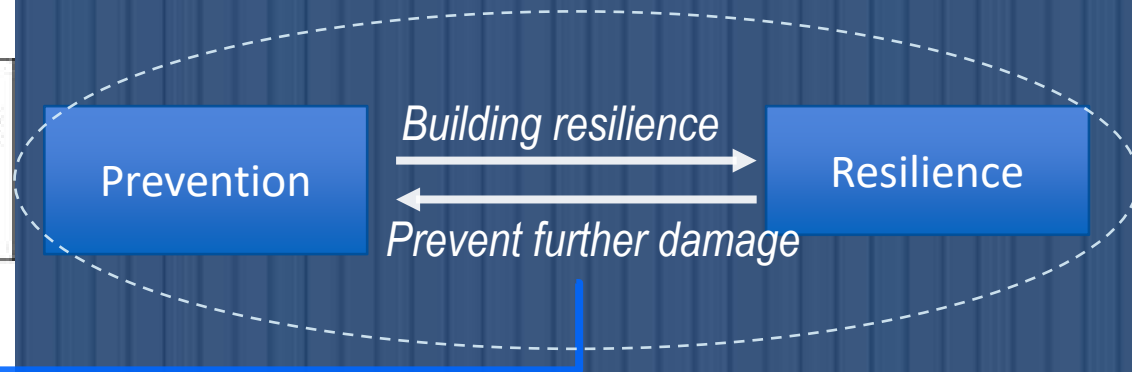 Building resilience
Prevention
Resilience
Prevent further damage